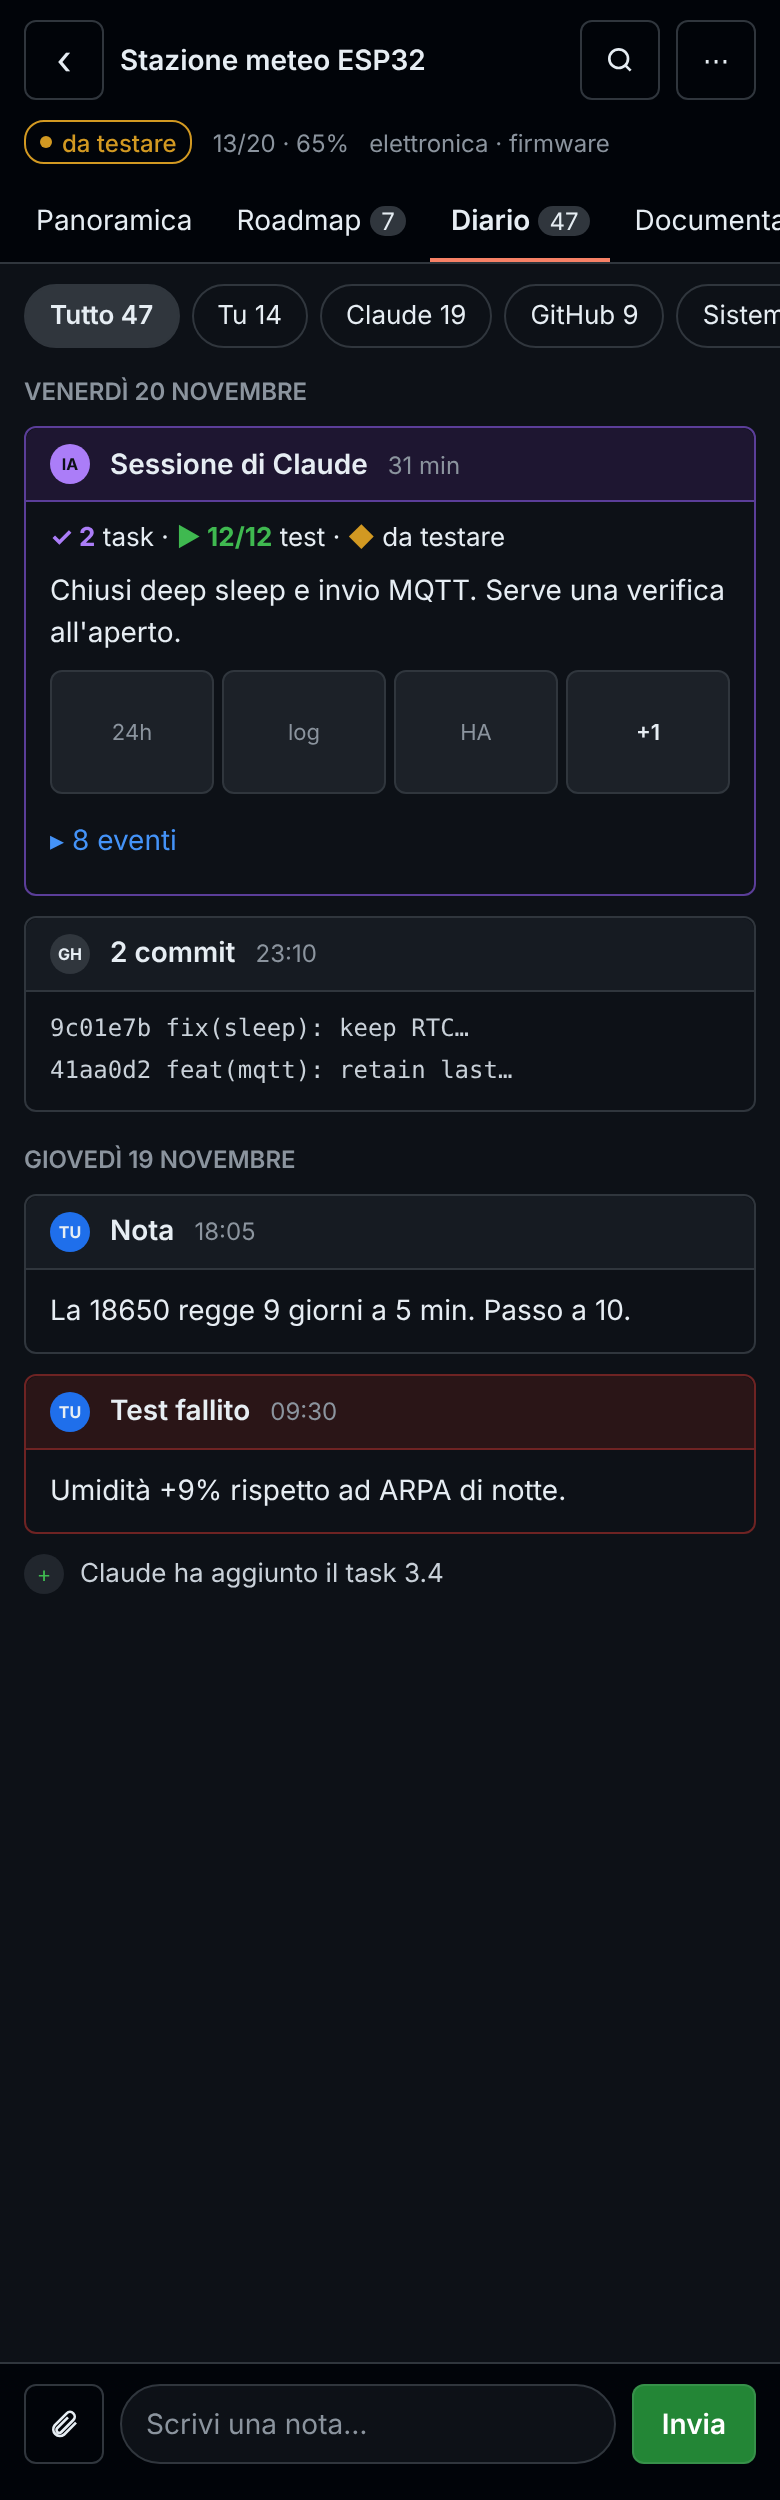 Stazione meteo ESP32
da testare 13/20 · 65% elettronica · firmware
Panoramica Roadmap 7 Diario 47 Documenta
Tutto 47 Tu 14 Claude 19 GitHub 9 Sistem
VENERDÌ 20 NOVEMBRE
IA Sessione di Claude 31 min
✓ 2 task · ▶ 12/12 test · ◆ da testare
Chiusi deep sleep e invio MQTT. Serve una verifica
all'aperto.
24h log HA +1
▸ 8 eventi
GH 2 commit 23:10
9c01e7b fix(sleep): keep RTC…
41aa0d2 feat(mqtt): retain last…
GIOVEDÌ 19 NOVEMBRE
TU Nota 18:05
La 18650 regge 9 giorni a 5 min. Passo a 10.
TU Test fallito 09:30
Umidità +9% rispetto ad ARPA di notte.
+ Claude ha aggiunto il task 3.4
Scrivi una nota… Invia